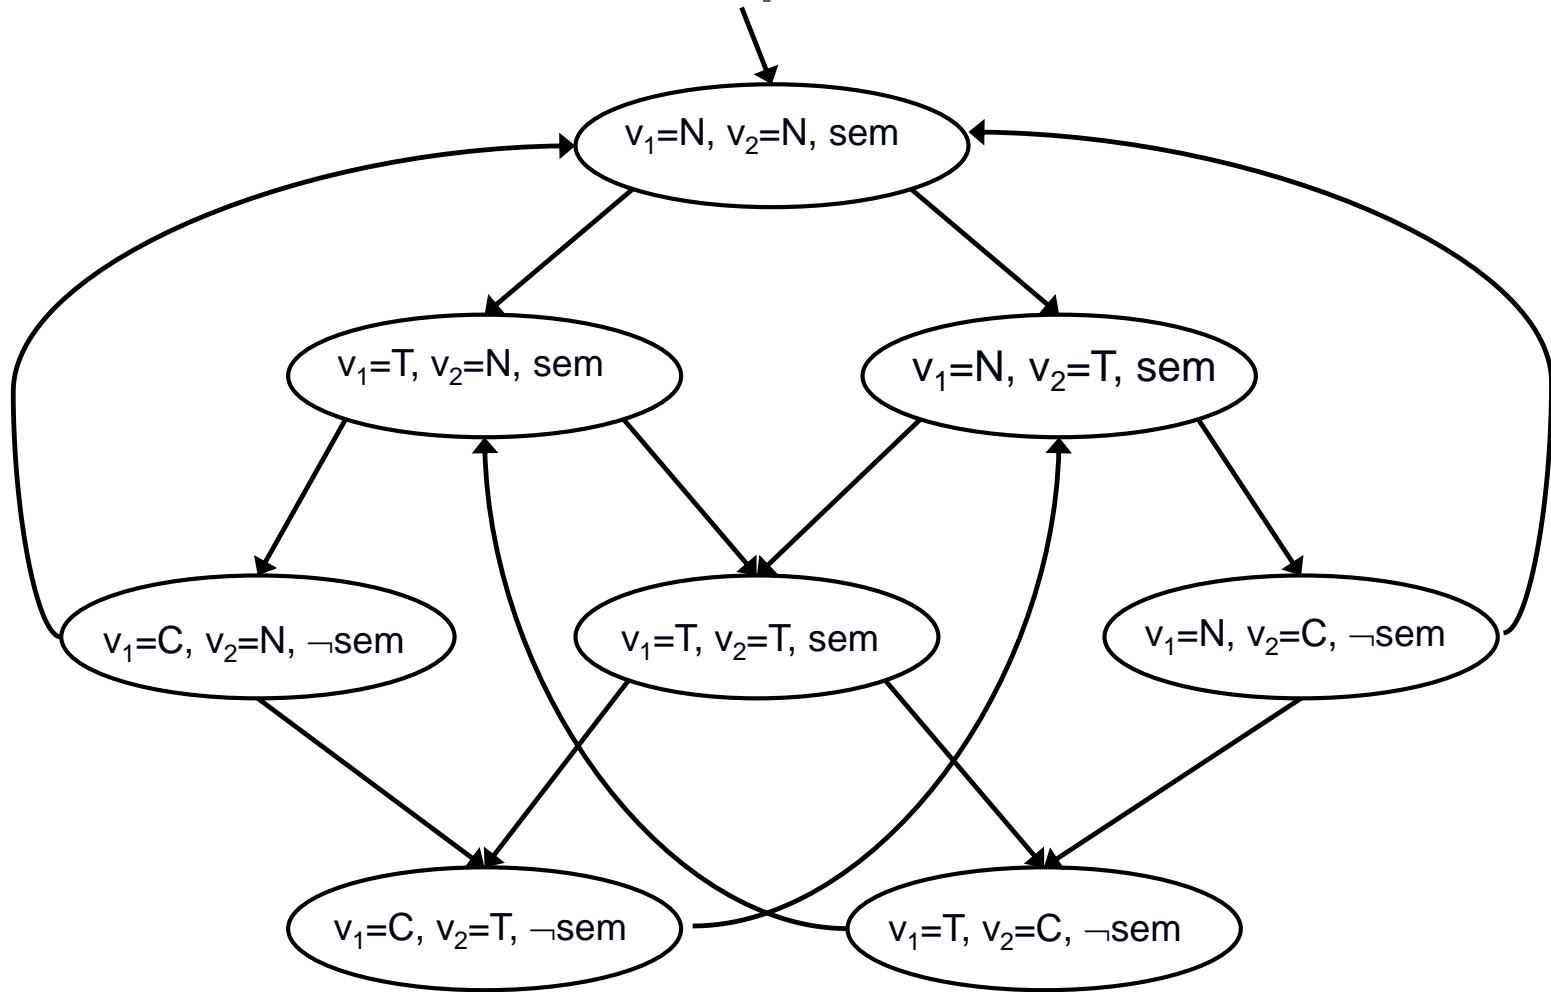 v₁=N, v₂=N, sem
v₁=T, v₂=N, sem
v₁=N, v₂=T, sem
v₁=C, v₂=N, ¬sem
v₁=T, v₂=T, sem
v₁=N, v₂=C, ¬sem
v₁=C, v₂=T, ¬sem
v₁=T, v₂=C, ¬sem